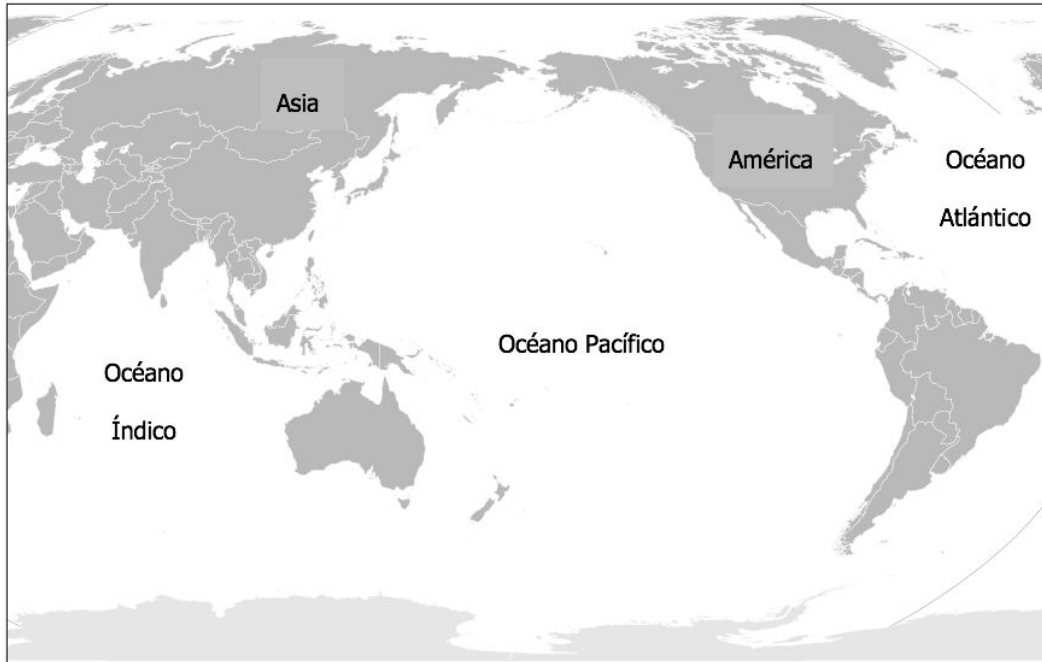 Asia
América
Océano
Atlántico
Océano Pacífico
Océano
Índico